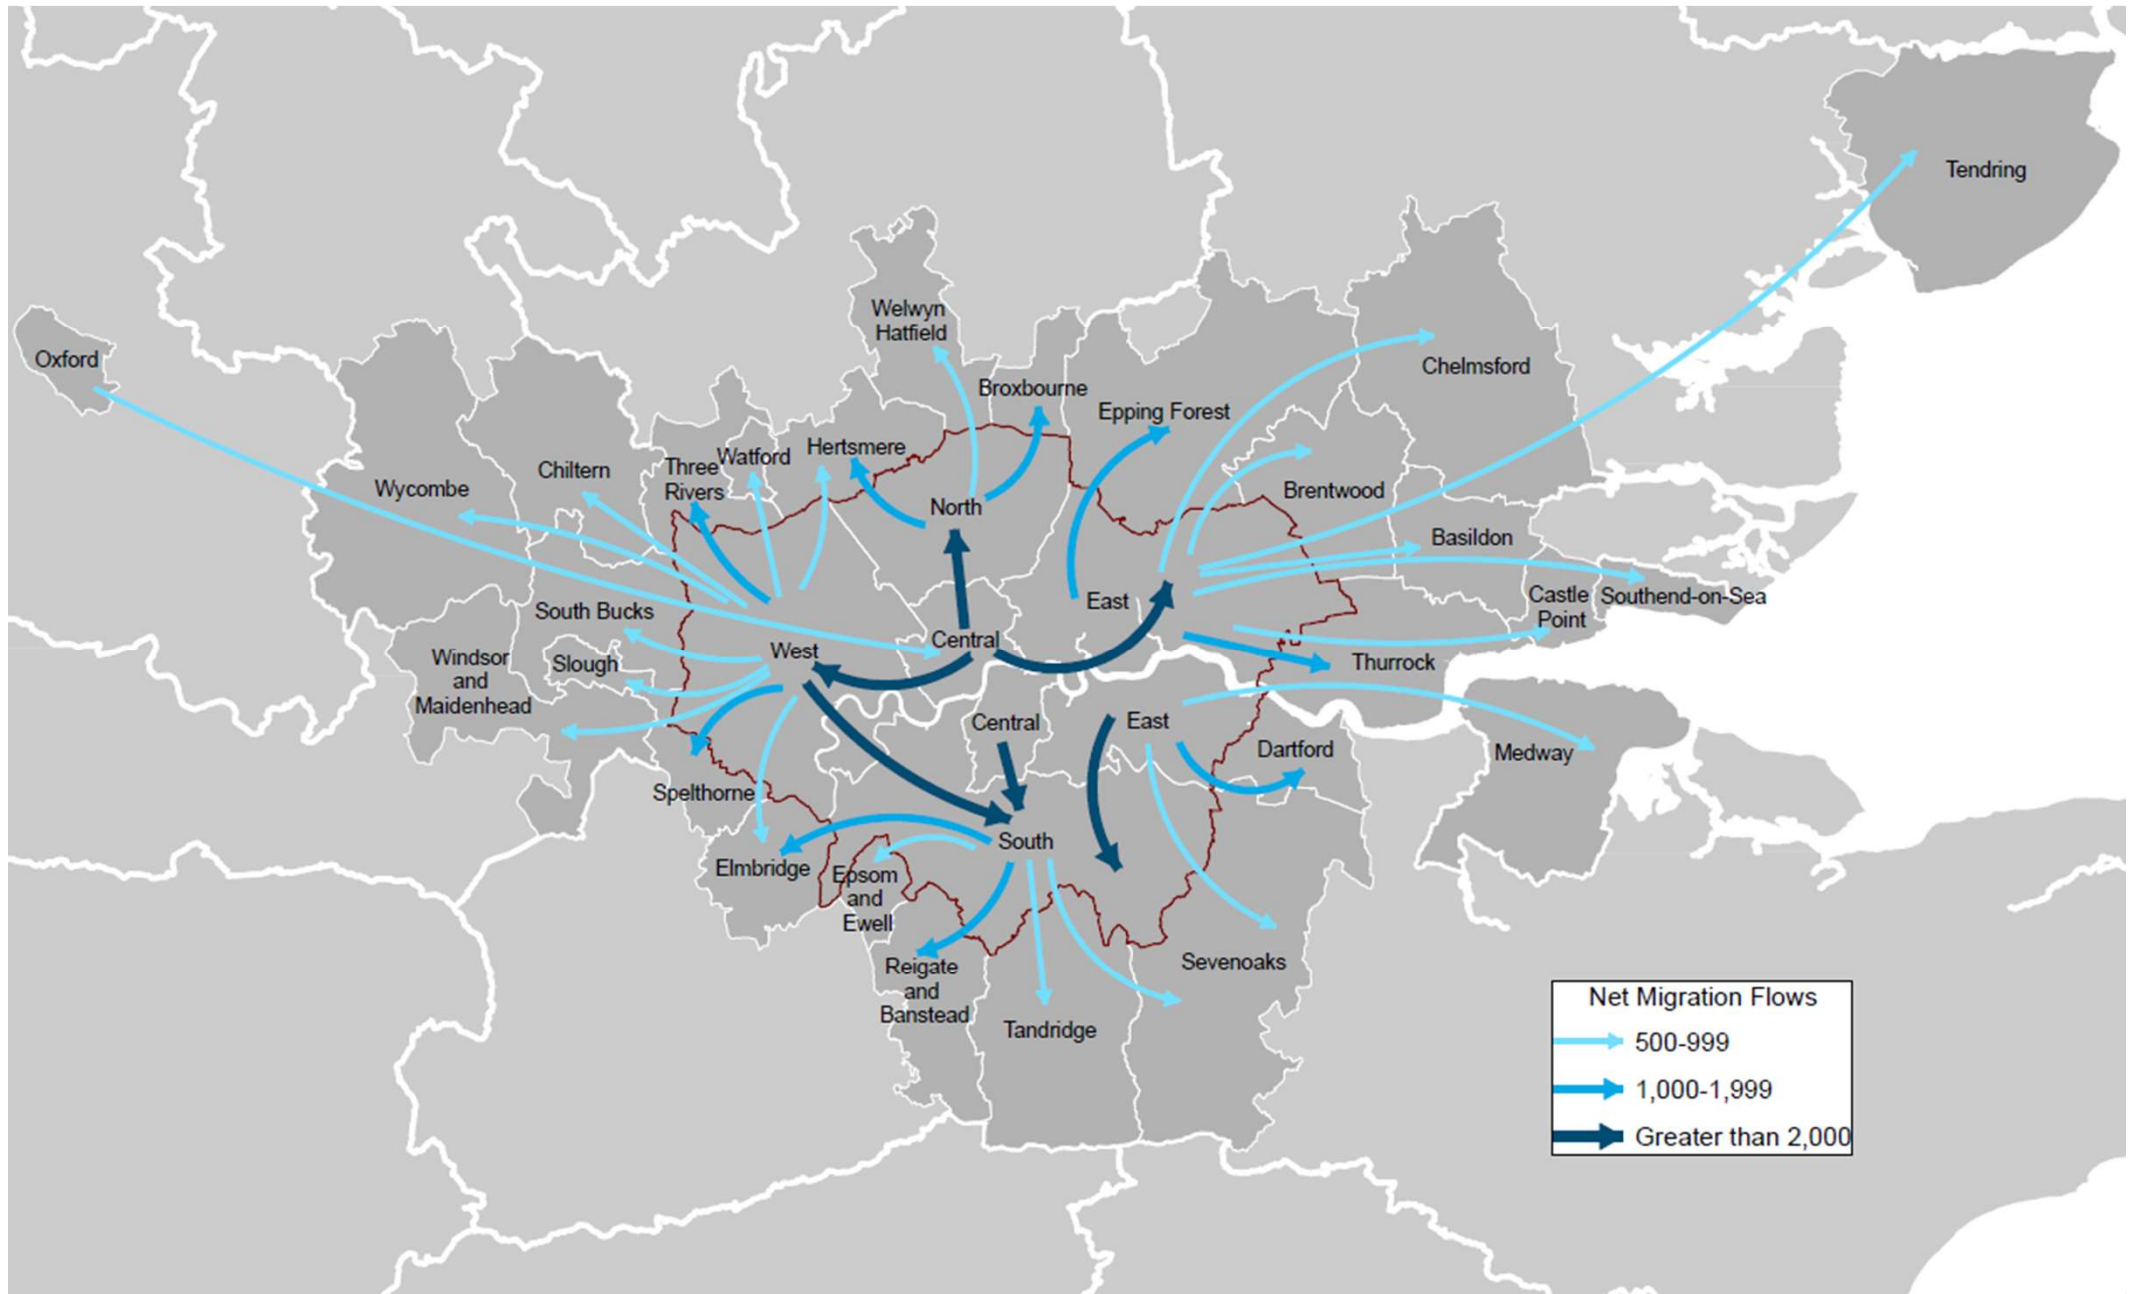 Tendring
Welwyn
Hatfield
Oxford
Chelmsford
Broxbourne
Epping Forest
Hertsmere
Watford
Three
Rivers
Chiltern
Wycombe
Brentwood
North
Basildon
Castle
Point
Southend-on-Sea
East
South Bucks
Central
West
Slough
Windsor
and
Maidenhead
Thurrock
Central
East
Dartford
Medway
Spelthorne
South
Elmbridge
Epsom
and
Ewell
Sevenoaks
Reigate
and
Banstead
Tandridge
Net Migration Flows
500-999
1,000-1,999
Greater than 2,000